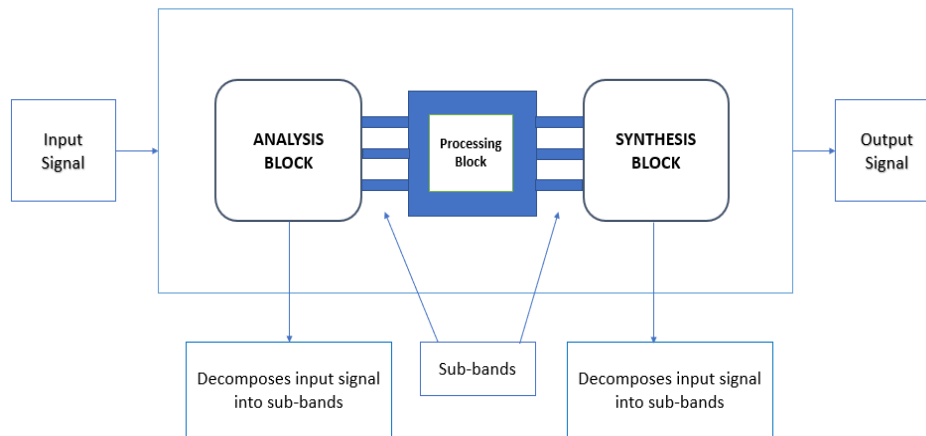 Input
Signal
ANALYSIS
BLOCK
Processing
Block
SYNTHESIS
BLOCK
Output
Signal
Decomposes input signal
into sub-bands
Sub-bands
Decomposes input signal
into sub-bands